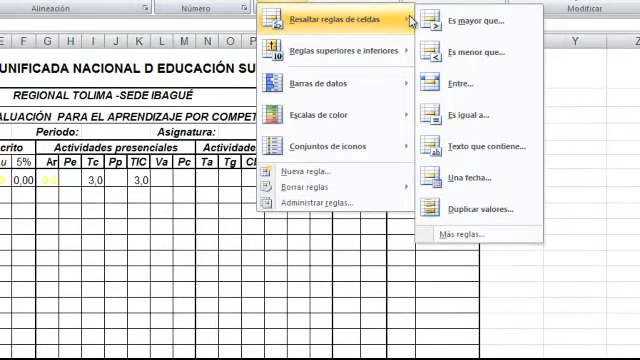 Alineación Número Modificar
Resaltar reglas de celdas
Reglas superiores e inferiores
Barras de datos
Escalas de color
Conjuntos de iconos
Nueva regla...
Borrar reglas
Administrar reglas...
Es mayor que...
Es menor que...
Entre...
Es igual a...
Texto que contiene...
Una fecha...
Duplicar valores...
Más reglas...
E F G H I J K L M N O P Y
UNIFICADA NACIONAL D EDUCACIÓN SU
REGIONAL TOLIMA -SEDE IBAGUÉ
ALUACIÓN PARA EL APRENDIZAJE POR COMPET
Periodo: Asignatura:
crito Actividades presenciales Actividade
u 5% Ar Pe Tc Pp TIC Va Pc Ta Tg
0,00 3,0 3,0